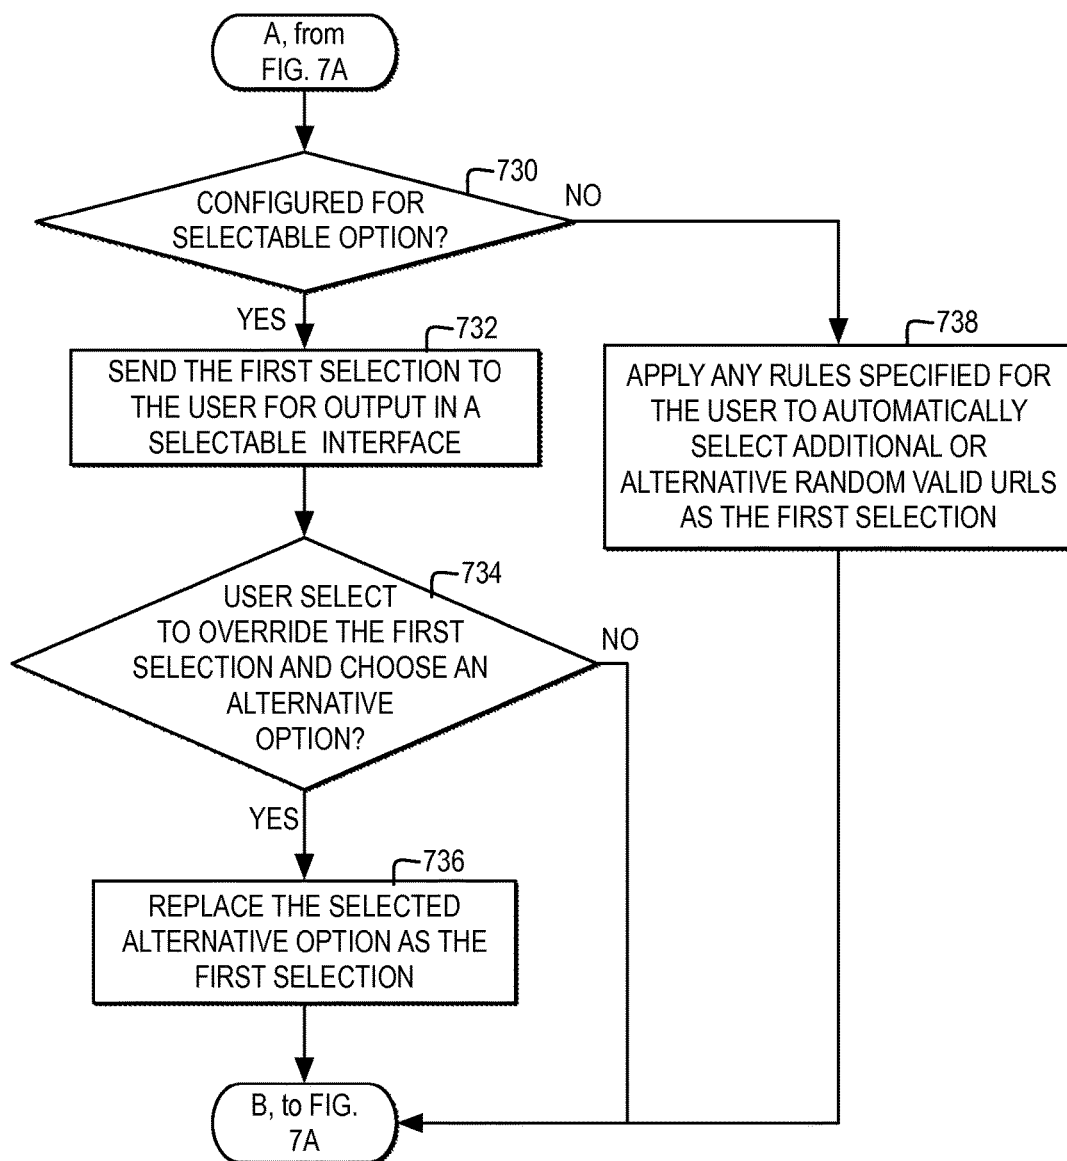 A, from
FIG. 7A
730
CONFIGURED FOR
SELECTABLE OPTION?
NO
YES
732
SEND THE FIRST SELECTION TO
THE USER FOR OUTPUT IN A
SELECTABLE INTERFACE
738
APPLY ANY RULES SPECIFIED FOR
THE USER TO AUTOMATICALLY
SELECT ADDITIONAL OR
ALTERNATIVE RANDOM VALID URLS
AS THE FIRST SELECTION
734
USER SELECT
TO OVERRIDE THE FIRST
SELECTION AND CHOOSE AN
ALTERNATIVE
OPTION?
NO
YES
736
REPLACE THE SELECTED
ALTERNATIVE OPTION AS THE
FIRST SELECTION
B, to FIG.
7A